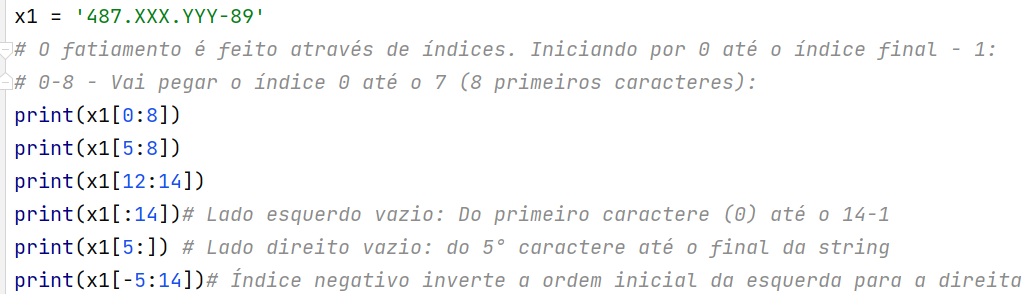 x1 = '487.XXX.YYY-89'
# O fatiamento é feito através de índices. Iniciando por 0 até o índice final - 1:
# 0-8 - Vai pegar o índice 0 até o 7 (8 primeiros caracteres):
print(x1[0:8])
print(x1[5:8])
print(x1[12:14])
print(x1[:14])# Lado esquerdo vazio: Do primeiro caractere (0) até o 14-1
print(x1[5:]) # Lado direito vazio: do 5° caractere até o final da string
print(x1[-5:14])# Índice negativo inverte a ordem inicial da esquerda para a direita